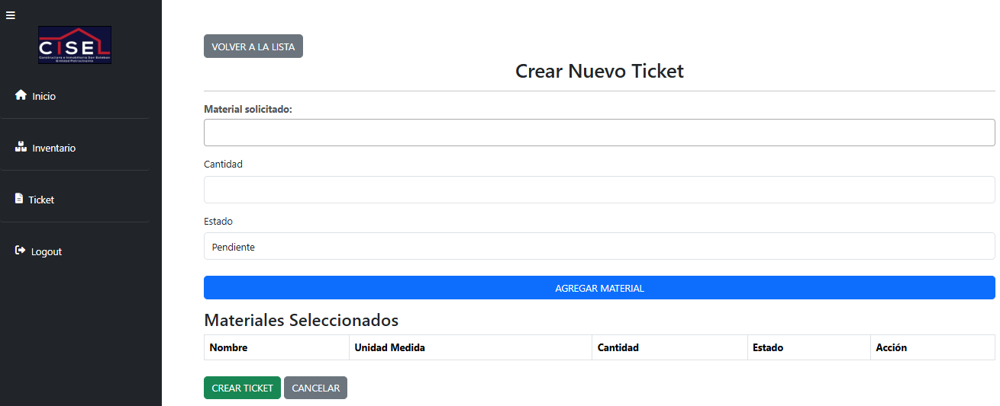 CISEL
Constructora e Inmobiliaria San Esteban
Entidad Patrocinante
Inicio
Inventario
Ticket
Logout
VOLVER A LA LISTA
Crear Nuevo Ticket
Material solicitado:
Cantidad
Estado
Pendiente
AGREGAR MATERIAL
Materiales Seleccionados
Nombre Unidad Medida Cantidad Estado Acción
CREAR TICKET CANCELAR